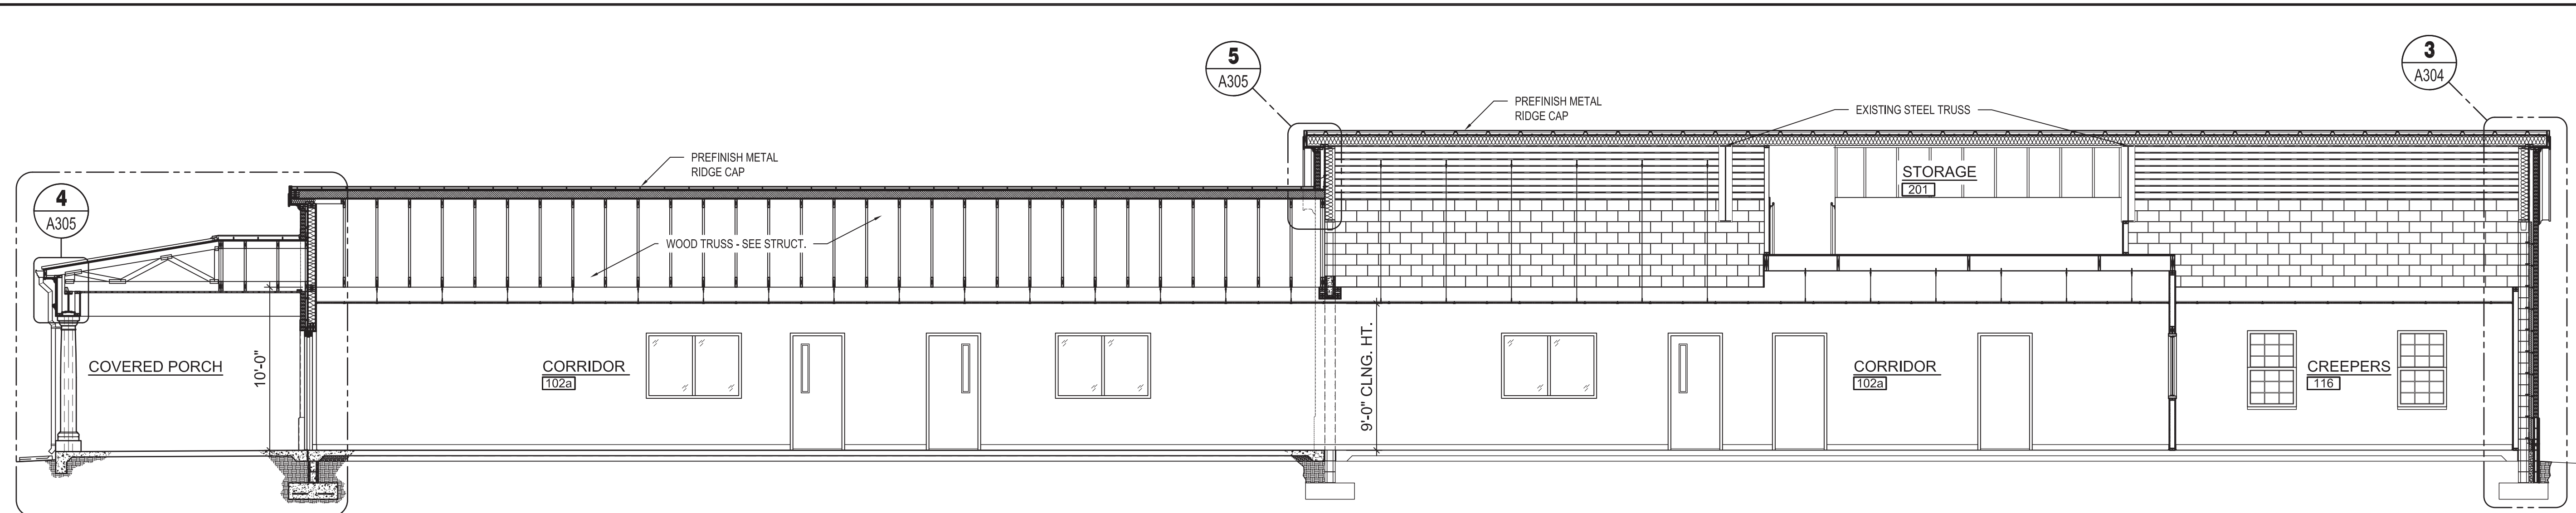 5
A305
3
A304
PREFINISH METAL
RIDGE CAP
EXISTING STEEL TRUSS
PREFINISH METAL
RIDGE CAP
STORAGE
201
4
A305
WOOD TRUSS - SEE STRUCT.
COVERED PORCH
10'-0"
CORRIDOR
102a
9'-0" CLNG. HT.
CORRIDOR
102a
CREEPERS
116